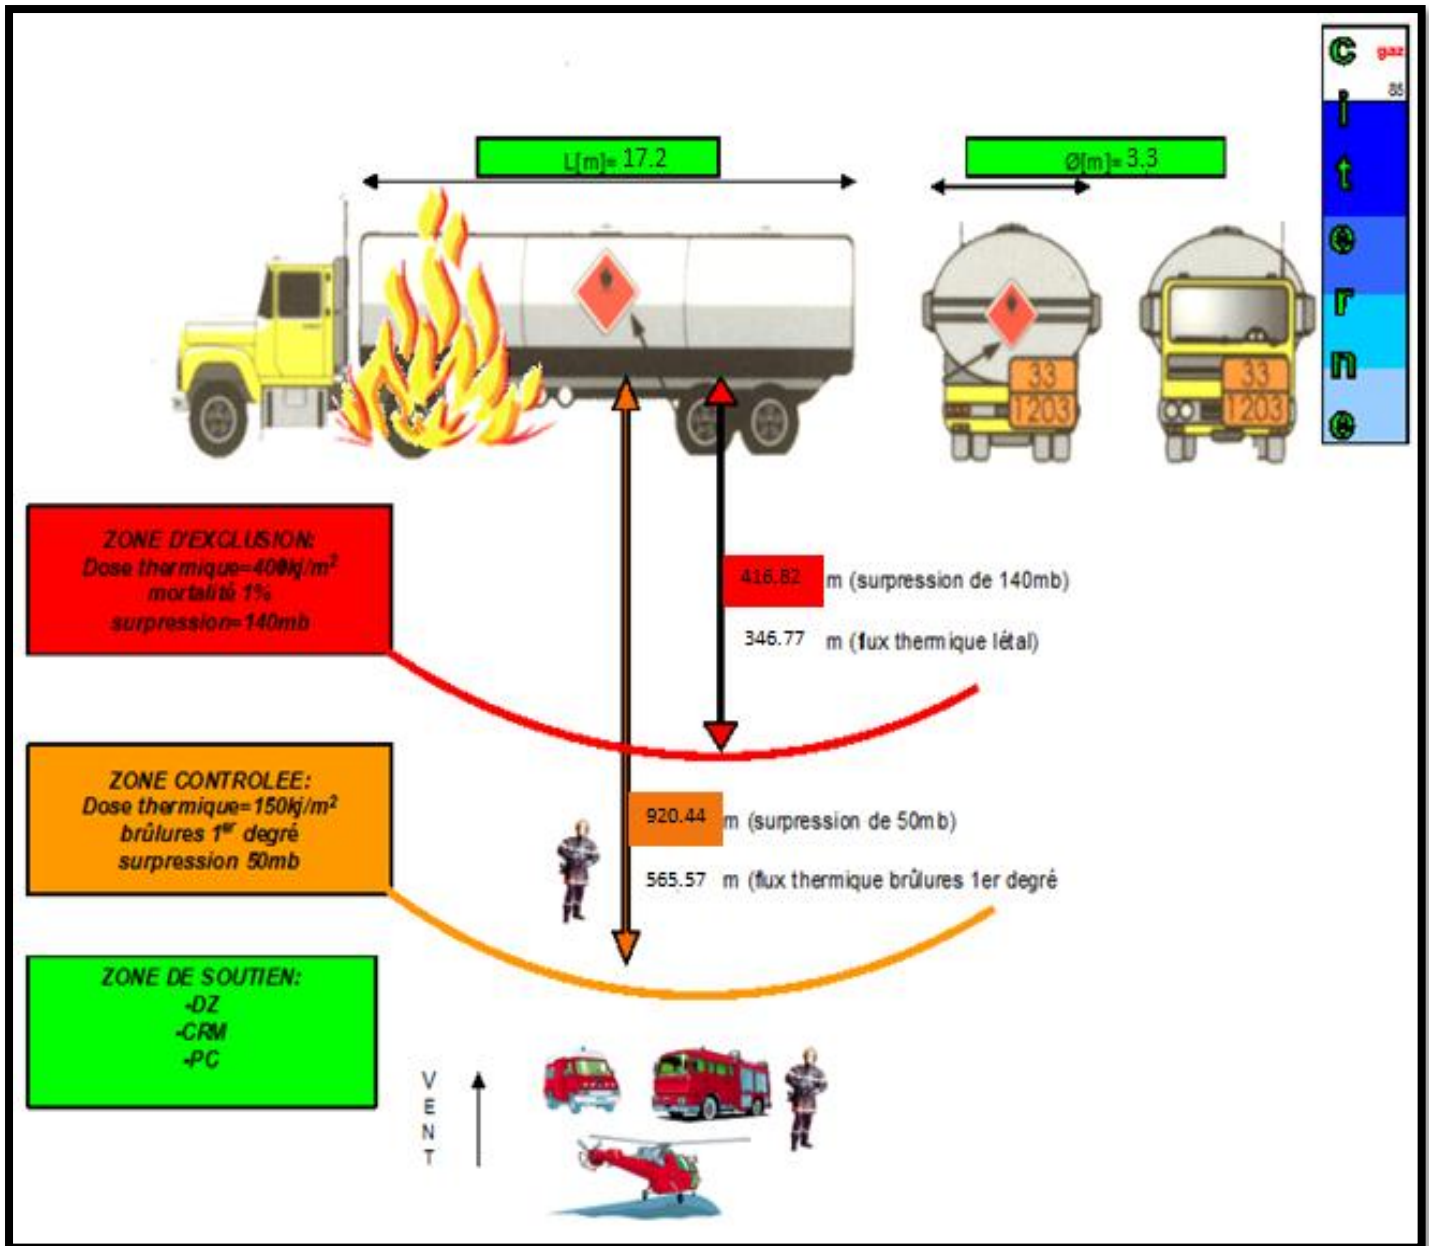 C
i
t
e
r
n
e
gaz
85
L[m]= 17.2
Ø[m]= 3.3
33
1203
33
1203
ZONE D'EXCLUSION:
Dose thermique=400kj/m²
mortalité 1%
surpression=140mb
416.82 m (surpression de 140mb)
346.77 m (flux thermique létal)
ZONE CONTROLEE:
Dose thermique=150kj/m²
brûlures 1er degré
surpression 50mb
920.44 m (surpression de 50mb)
565.57 m (flux thermique brûlures 1er degré
ZONE DE SOUTIEN:
-DZ
-CRM
-PC
V
E
N
T